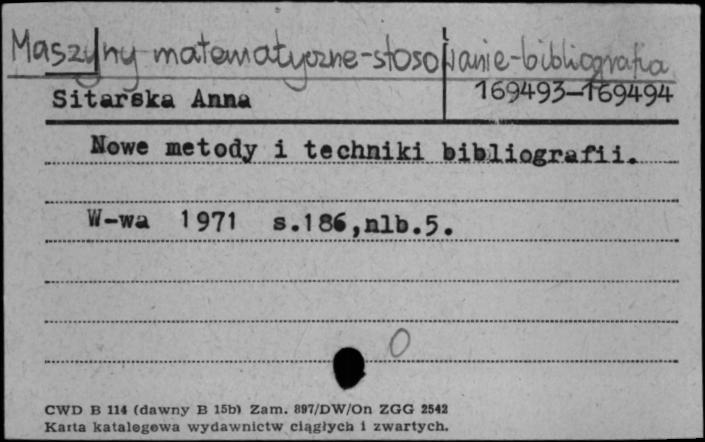 Maszyny matematyczne-stosowanie-bibliografia
Sitarska Anna
169493-169494
Nowe metody i techniki bibliografii.
W-wa 1971 s.186,nlb.5.
0
CWD B 114 (dawny B 15b) Zam. 897/DW/On ZGG 2542
Karta katalogowa wydawnictw ciągłych i zwartych.